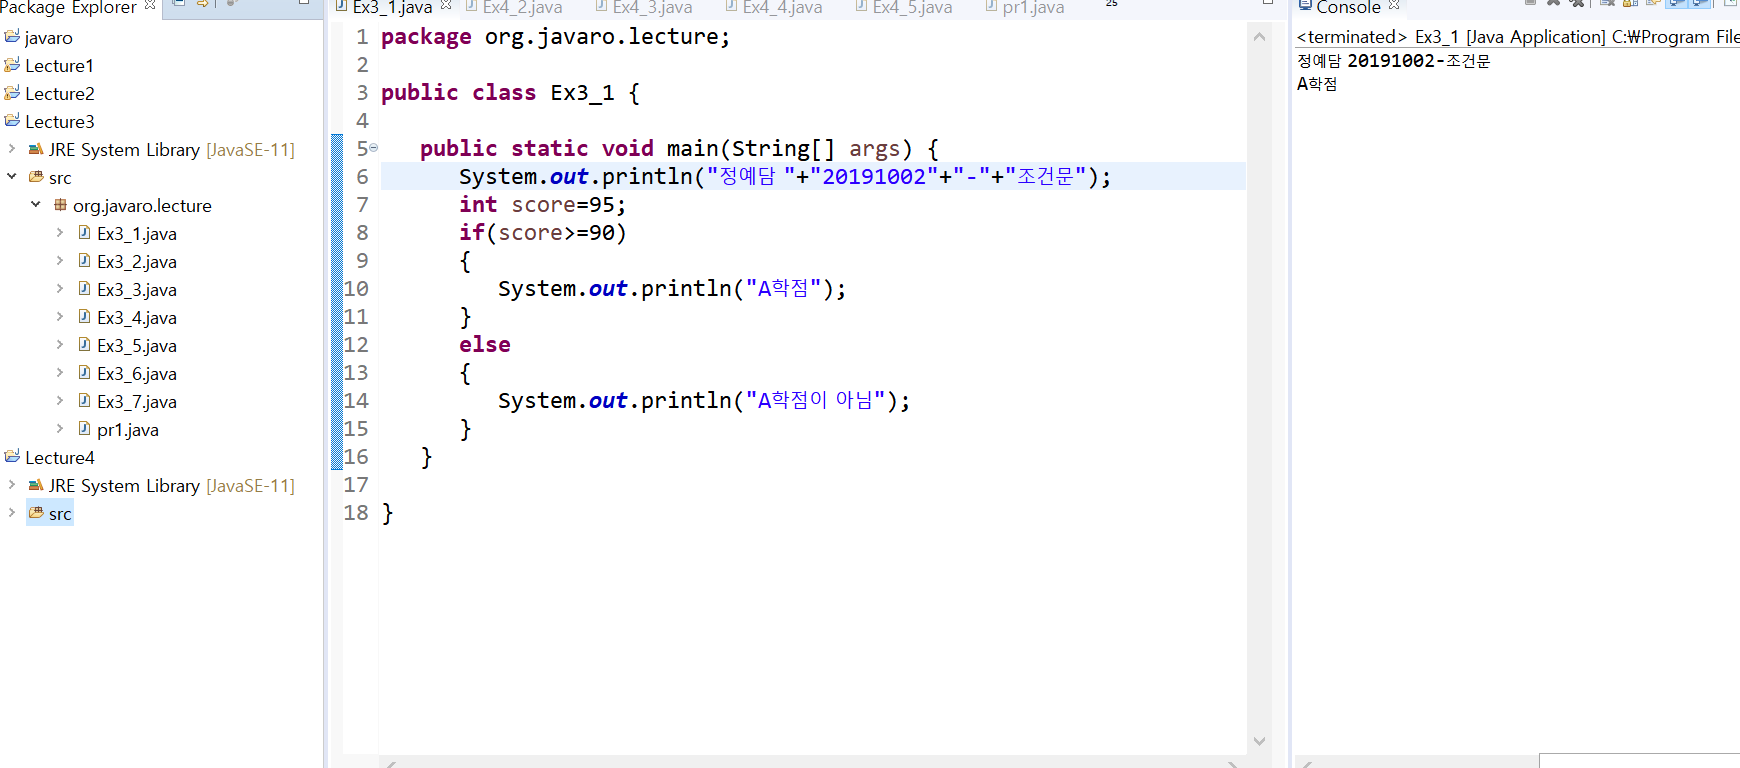 Package Explorer
javaro
Lecture1
Lecture2
Lecture3
JRE System Library [JavaSE-11]
src
org.javaro.lecture
Ex3_1.java
Ex3_2.java
Ex3_3.java
Ex3_4.java
Ex3_5.java
Ex3_6.java
Ex3_7.java
pr1.java
Lecture4
JRE System Library [JavaSE-11]
src
Ex3_1.java Ex4_2.java Ex4_3.java Ex4_4.java Ex4_5.java pr1.java 25
1 package org.javaro.lecture;
2
3 public class Ex3_1 {
4
5 public static void main(String[] args) {
6 System.out.println("정예담 "+"20191002"+"-"+"조건문");
7 int score=95;
8 if(score>=90)
9 {
10 System.out.println("A학점");
11 }
12 else
13 {
14 System.out.println("A학점이 아님");
15 }
16 }
17
18 }
Console
<terminated> Ex3_1 [Java Application] C:₩Program File
정예담 20191002-조건문
A학점